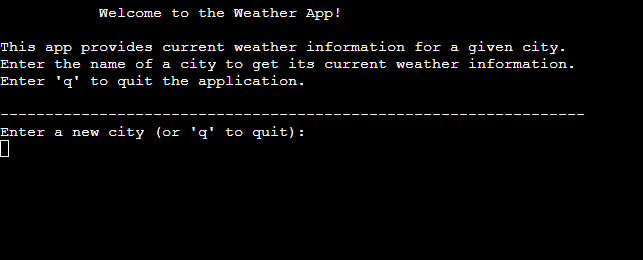 Welcome to the Weather App!
This app provides current weather information for a given city.
Enter the name of a city to get its current weather information.
Enter 'q' to quit the application.
-----------------------------------------------------------------
Enter a new city (or 'q' to quit):